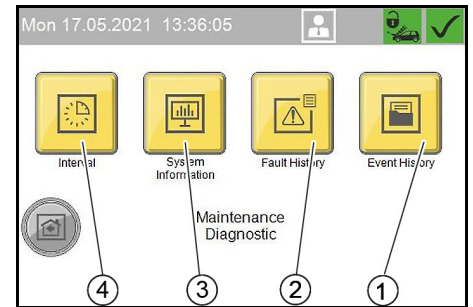 Mon 17.05.2021 13:36:05
Interval
System
Information
Fault History
Event History
Maintenance
Diagnostic
4
3
2
1